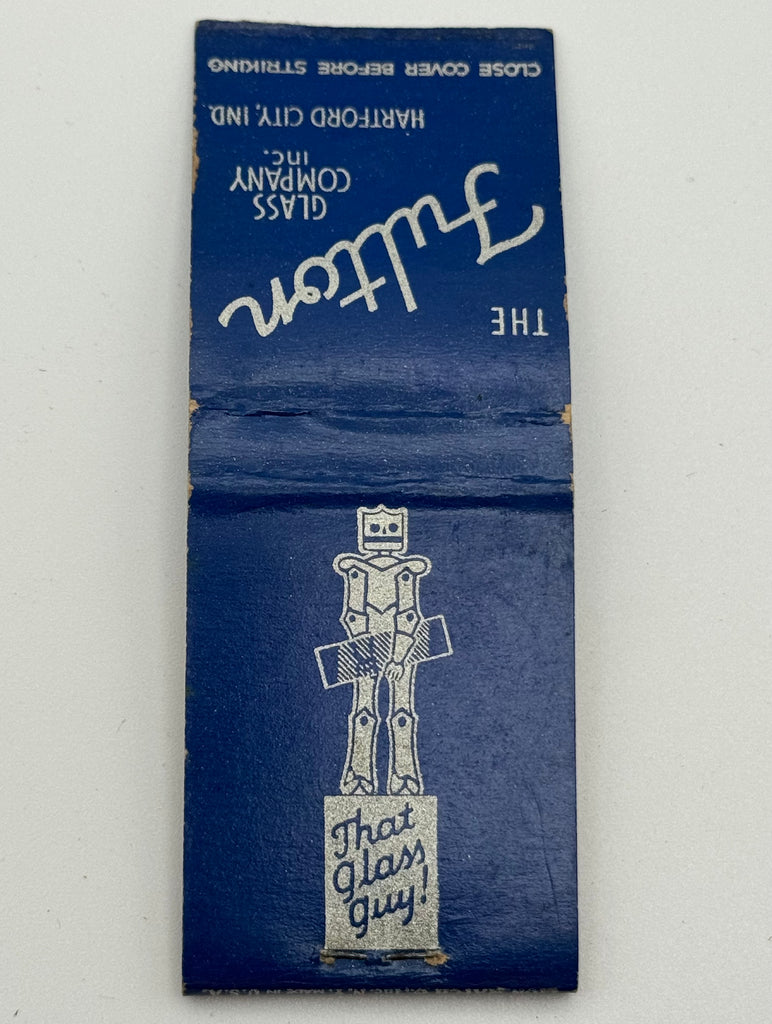 THE
Fulton
GLASS
COMPANY
inc.
HARTFORD CITY, IND.
CLOSE COVER BEFORE STRIKING
That
glass
guy!
U.S.A.